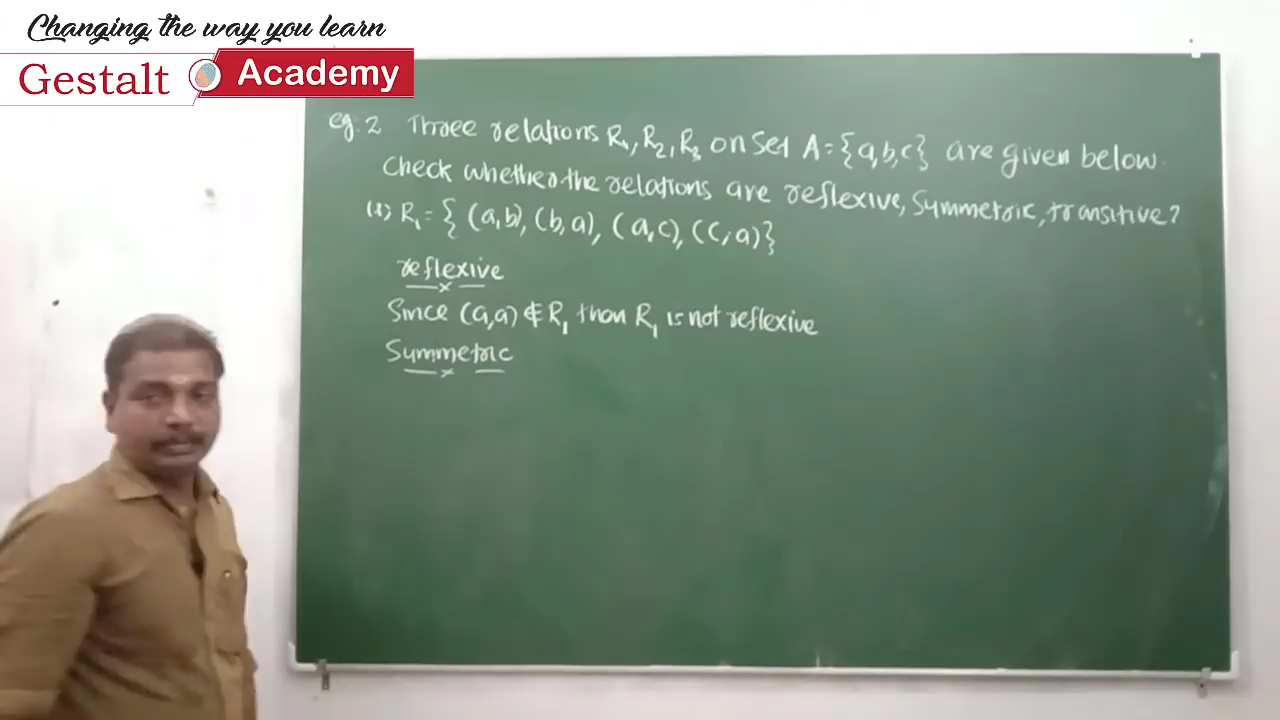 Changing the way you learn
Gestalt Academy
eg. 2 Three relations R₁, R₂, R₃ on set A = {a,b,c} are given below.
Check whether the relations are reflexive, Symmetric, transitive?
(i) R₁ = { (a,b), (b,a), (a,c), (c,a)}
reflexive
Since (a,a) ∉ R₁ than R₁ is not reflexive
Symmetric